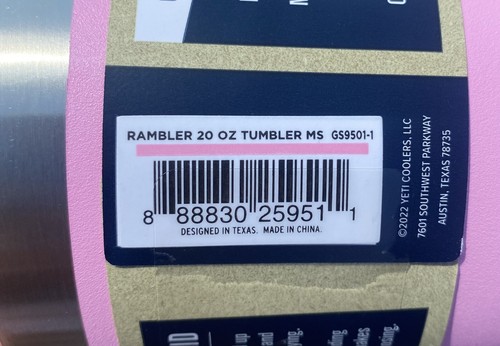 RAMBLER 20 OZ TUMBLER MS GS9501-1
8 88830 25951 1
DESIGNED IN TEXAS. MADE IN CHINA.
©2022 YETI COOLERS, LLC
7601 SOUTHWEST PARKWAY
AUSTIN, TEXAS 78735